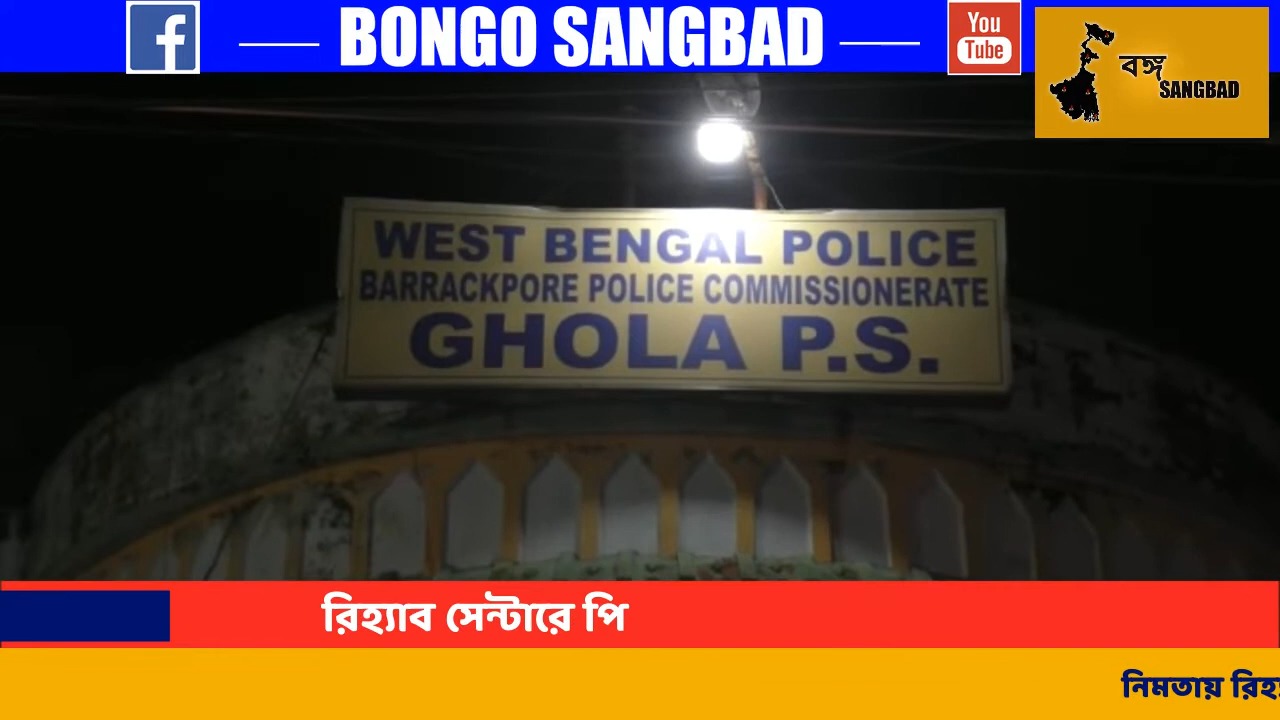 BONGO SANGBAD
You
Tube
বঙ্গ
SANGBAD
WEST BENGAL POLICE
BARRACKPORE POLICE COMMISSIONERATE
GHOLA P.S.
রিহ্যাব সেন্টারে পি
নিমতায়